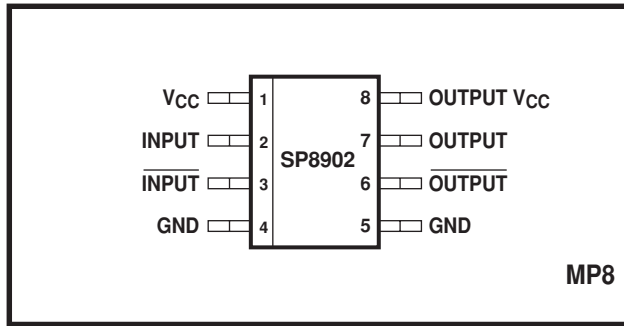 VCC 1 8 OUTPUT VCC
INPUT 2 7 OUTPUT
SP8902
INPUT 3 6 OUTPUT
GND 4 5 GND
MP8